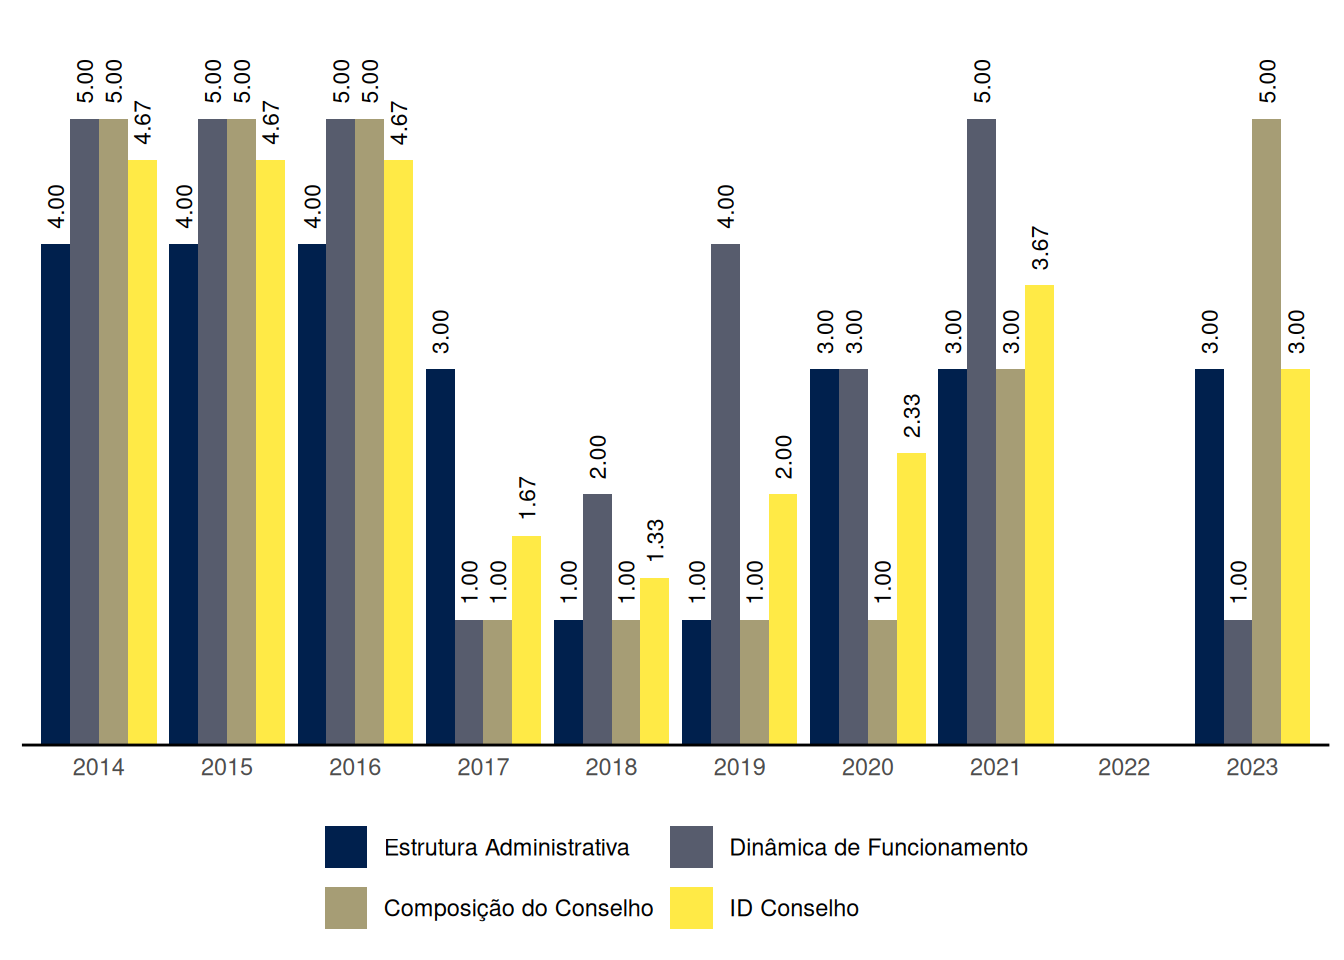 5.00 5.00 5.00 5.00 5.00 5.00 5.00 5.00
4.67 4.67 4.67
4.00 4.00 4.00 4.00
3.67
3.00 3.00 3.00 3.00 3.00 3.00 3.00
2.33
2.00 2.00
1.67
1.33
1.00 1.00 1.00 1.00 1.00 1.00 1.00 1.00
2014 2015 2016 2017 2018 2019 2020 2021 2022 2023
Estrutura Administrativa Dinâmica de Funcionamento
Composição do Conselho ID Conselho